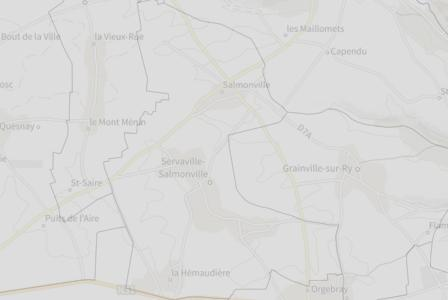 les Maillomets
Bout de la Ville
la Vieux-Rue
Capendu
Salmonville
Quesnay
le Mont Ménin
D7A
Servaville-
Salmonville
Grainville-sur-Ry
St-Saire
Puits de l'Aire
la Hémaudière
Orgebray